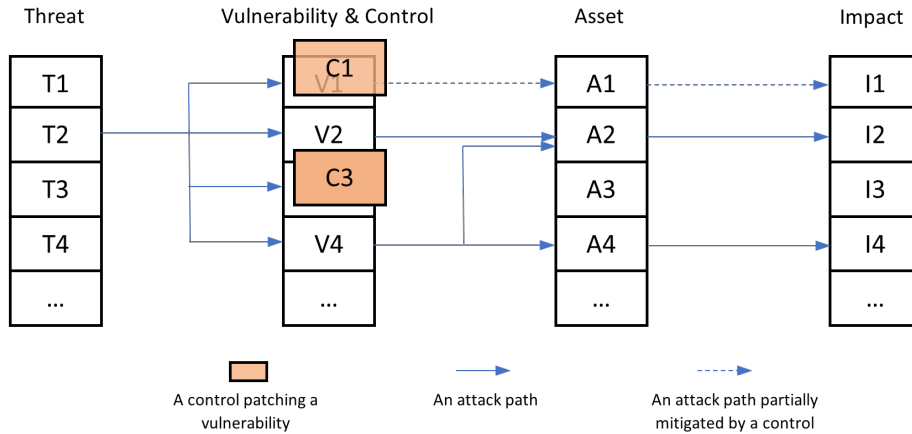 Threat
Vulnerability & Control
Asset
Impact
T1
C1
V1
A1
I1
T2
V2
A2
I2
T3
C3
A3
I3
T4
V4
A4
I4
...
...
...
...
A control patching a
vulnerability
An attack path
An attack path partially
mitigated by a control